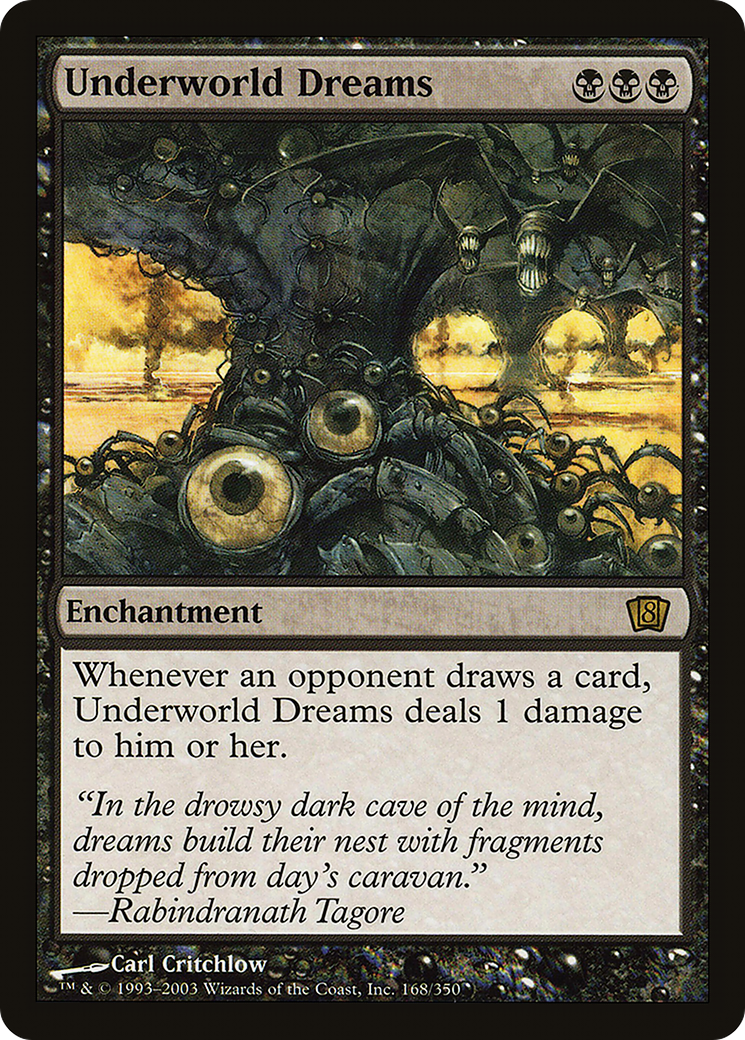 Underworld Dreams
Enchantment
8
Whenever an opponent draws a card,
Underworld Dreams deals 1 damage
to him or her.
“In the drowsy dark cave of the mind,
dreams build their nest with fragments
dropped from day’s caravan.”
—Rabindranath Tagore
Carl Critchlow
™ & © 1993–2003 Wizards of the Coast, Inc. 168/350